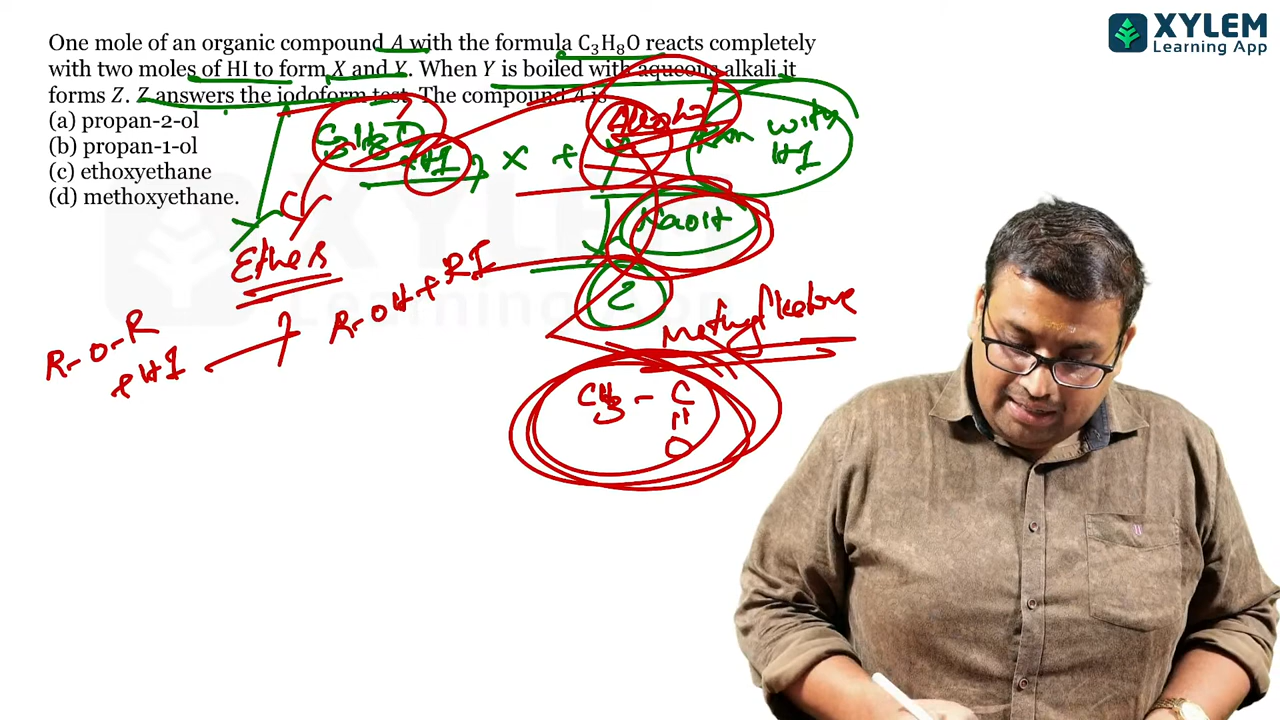 XYLEM
Learning App
One mole of an organic compound A with the formula C₃H₈O reacts completely
with two moles of HI to form X and Y. When Y is boiled with aqueous alkali it
forms Z. Z answers the iodoform test. The compound A is
(a) propan-2-ol
(b) propan-1-ol
(c) ethoxyethane
(d) methoxyethane.
C₃H₈O
HI
X +
with
HI
NaOH
Ethers
Z
R-OH + RI
R-O-R
+ HI
Methyl ketone
CH₃ - C
O